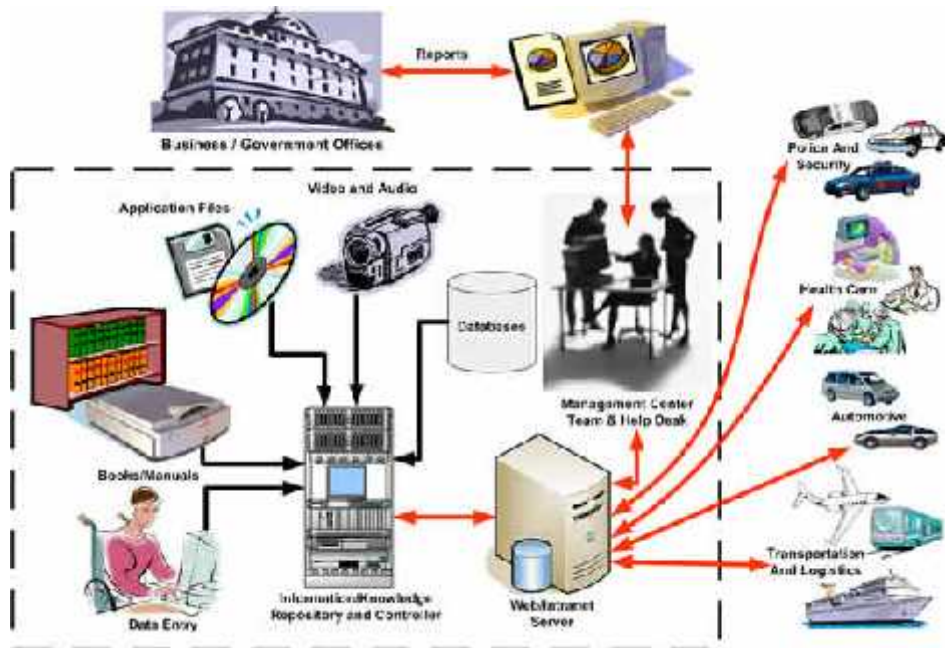 Reports
Business / Government Offices
Police And
Security
Video and Audio
Application Files
Health Care
Databases
Management Center
Team & Help Desk
Automotive
Books/Manuals
Transportation
And Logistics
Information/Knowledge
Repository and Controller
Data Entry
Web/Intranet
Server